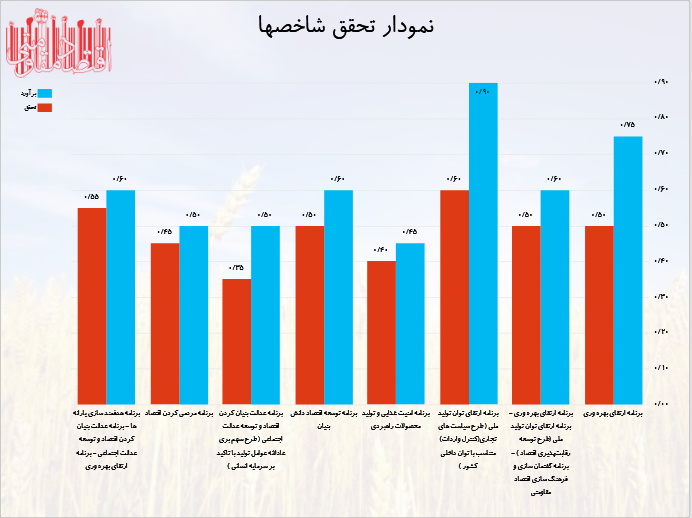 نمودار تحقق شاخصها
برآورد
تحقق
۰/۹۰
۰/۸۰
۰/۷۰
۰/۶۰
۰/۵۰
۰/۴۰
۰/۳۰
۰/۲۰
۰/۱۰
۰/۰۰
۰/۷۵
۰/۵۰
۰/۶۰
۰/۵۰
۰/۹۰
۰/۶۰
۰/۴۵
۰/۴۰
۰/۶۰
۰/۵۰
۰/۵۰
۰/۳۵
۰/۵۰
۰/۴۵
۰/۶۰
۰/۵۵
برنامه ارتقای بهره وری
برنامه ارتقای بهره وری –
برنامه ارتقای توان تولید
ملی (طرح توسعه
رقابت‌پذیری اقتصاد) –
برنامه گفتمان سازی و
فرهنگ سازی اقتصاد
مقاومتی
برنامه ارتقای توان تولید
ملی (طرح سیاست های
تجاری(کنترل واردات)
متناسب با توان داخلی
کشور )
برنامه امنیت غذایی و تولید
محصولات راهبردی
برنامه توسعه اقتصاد دانش
بنیان
برنامه عدالت بنیان کردن
اقتصاد و توسعه عدالت
اجتماعی ( طرح سهم بری
عادلانه عوامل تولید با تاکید
بر سرمایه انسانی )
برنامه مردمی کردن اقتصاد
برنامه هدفمند سازی یارانه
ها – برنامه عدالت بنیان
کردن اقتصاد و توسعه
عدالت اجتماعی – برنامه
ارتقای بهره وری